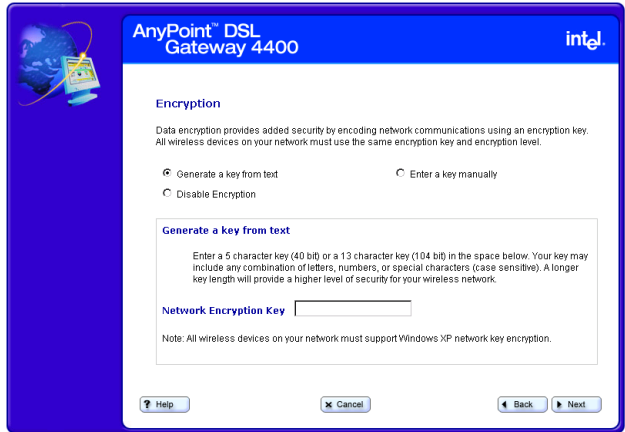 AnyPoint™ DSL
Gateway 4400
intel.
Encryption
Data encryption provides added security by encoding network communications using an encryption key.
All wireless devices on your network must use the same encryption key and encryption level.
Generate a key from text
Enter a key manually
Disable Encryption
Generate a key from text
Enter a 5 character key (40 bit) or a 13 character key (104 bit) in the space below. Your key may
include any combination of letters, numbers, or special characters (case sensitive). A longer
key length will provide a higher level of security for your wireless network.
Network Encryption Key
Note: All wireless devices on your network must support Windows XP network key encryption.
? Help
Cancel
Back
Next